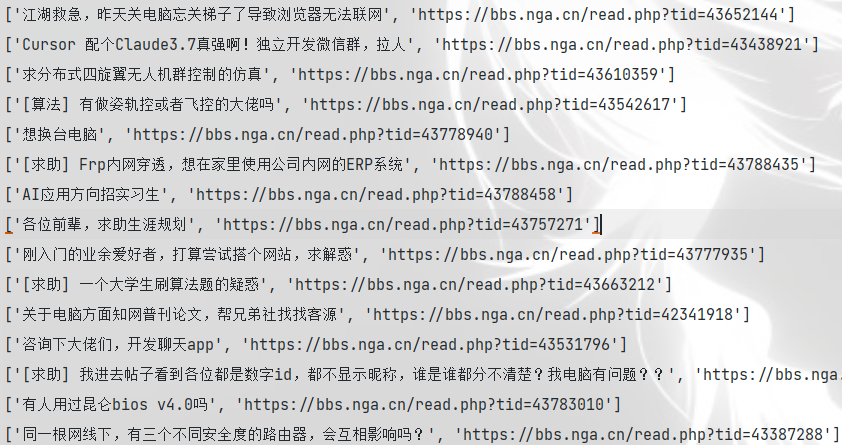 ['江湖救急，昨天关电脑忘关梯子了导致浏览器无法联网', 'https://bbs.nga.cn/read.php?tid=43652144']
['Cursor 配个Claude3.7真强啊！独立开发微信群，拉人', 'https://bbs.nga.cn/read.php?tid=43438921']
['求分布式四旋翼无人机群控制的仿真', 'https://bbs.nga.cn/read.php?tid=43610359']
['[算法] 有做姿轨控或者飞控的大佬吗', 'https://bbs.nga.cn/read.php?tid=43542617']
['想换台电脑', 'https://bbs.nga.cn/read.php?tid=43778940']
['[求助] Frp内网穿透，想在家里使用公司内网的ERP系统', 'https://bbs.nga.cn/read.php?tid=43788435']
['AI应用方向招实习生', 'https://bbs.nga.cn/read.php?tid=43788458']
['各位前辈，求助生涯规划', 'https://bbs.nga.cn/read.php?tid=43757271']
['刚入门的业余爱好者，打算尝试搭个网站，求解惑', 'https://bbs.nga.cn/read.php?tid=43777935']
['[求助] 一个大学生刷算法题的疑惑', 'https://bbs.nga.cn/read.php?tid=43663212']
['关于电脑方面知网普刊论文，帮兄弟社找找客源', 'https://bbs.nga.cn/read.php?tid=42341918']
['咨询下大佬们，开发聊天app', 'https://bbs.nga.cn/read.php?tid=43531796']
['[求助] 我进去帖子看到各位都是数字id，都不显示昵称，谁是谁都分不清楚？我电脑有问题？？', 'https://bbs.nga.
['有人用过昆仑bios v4.0吗', 'https://bbs.nga.cn/read.php?tid=43783010']
['同一根网线下，有三个不同安全度的路由器，会互相影响吗？', 'https://bbs.nga.cn/read.php?tid=43387288']